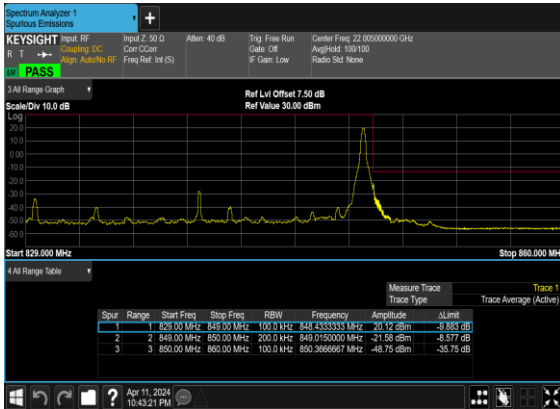 Spectrum Analyzer 1
Spurious Emissions
+
KEYSIGHT Input: RF Input Z: 50 Ω Atten: 40 dB Trig: Free Run Center Freq: 22.005000000 GHz
R T Coupling: DC Corr CCorr Gate: Off Avg|Hold: 100/100
Align: Auto/No RF Freq Ref: Int (S) IF Gain: Low Radio Std: None
PASS
3 All Range Graph
Ref Lvl Offset 7.50 dB
Scale/Div 10.0 dB Ref Value 30.00 dBm
Log
20.0
10.0
0.00
-10.0
-20.0
-30.0
-40.0
-50.0
-60.0
Start 829.000 MHz Stop 860.000 MH
4 All Range Table
Measure Trace Trace 1
Trace Type Trace Average (Active)
Spur Range Start Freq Stop Freq RBW Frequency Amplitude ΔLimit
1 1 829.00 MHz 849.00 MHz 100.0 kHz 848.4333333 MHz 20.12 dBm -9.883 dB
2 2 849.00 MHz 850.00 MHz 200.0 kHz 849.0150000 MHz -21.58 dBm -8.577 dB
3 3 850.00 MHz 860.00 MHz 100.0 kHz 850.3666667 MHz -48.75 dBm -35.75 dB
? Apr 11, 2024
10:43:21 PM